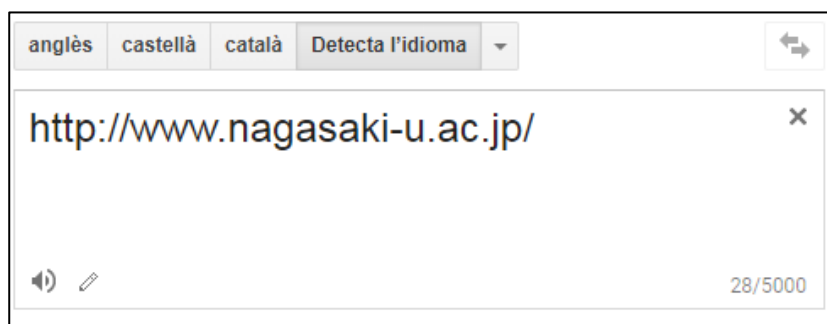 anglès castellà català Detecta l'idioma
http://www.nagasaki-u.ac.jp/
28/5000